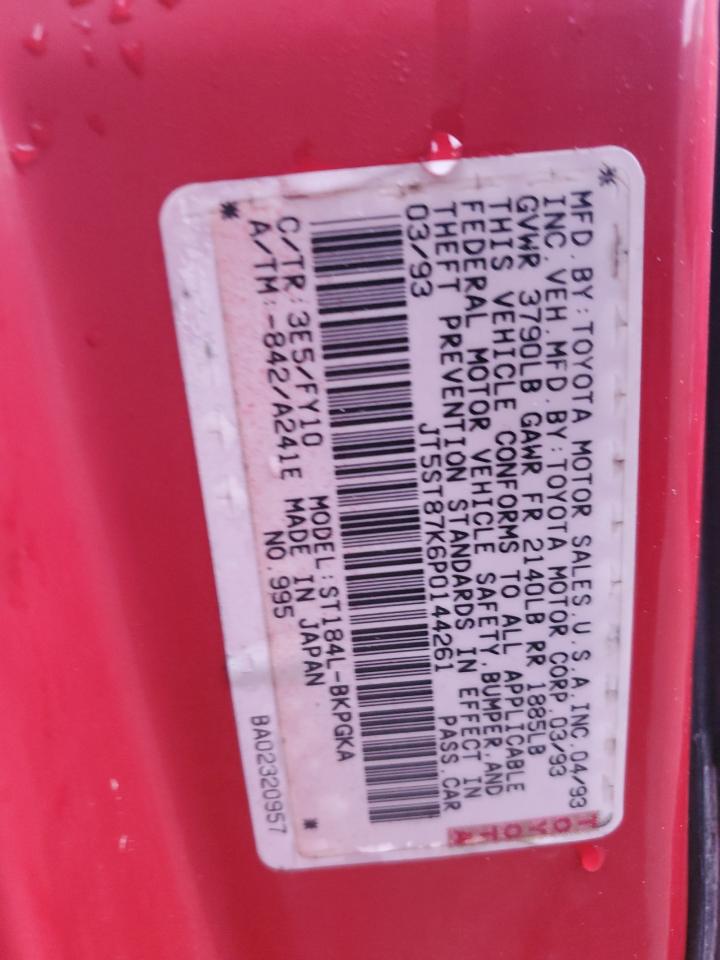 MFD.BY:TOYOTA MOTOR SALES,U.S.A.INC.04/93
INC.VEH.MFD.BY:TOYOTA MOTOR CORP.03/93
GVWR 3790LB GAWR FR 2140LB RR 1885LB
THIS VEHICLE CONFORMS TO ALL APPLICABLE
FEDERAL MOTOR VEHICLE SAFETY,BUMPER,AND
THEFT PREVENTION STANDARDS IN EFFECT IN
03/93 JT5ST87K6P0144261 PASS.CAR
C/TR:3E5/FY10 MODEL:ST184L-BKPGKA
A/TM:-842/A241E MADE IN JAPAN
NO.995
BA02320957
TOYOTA